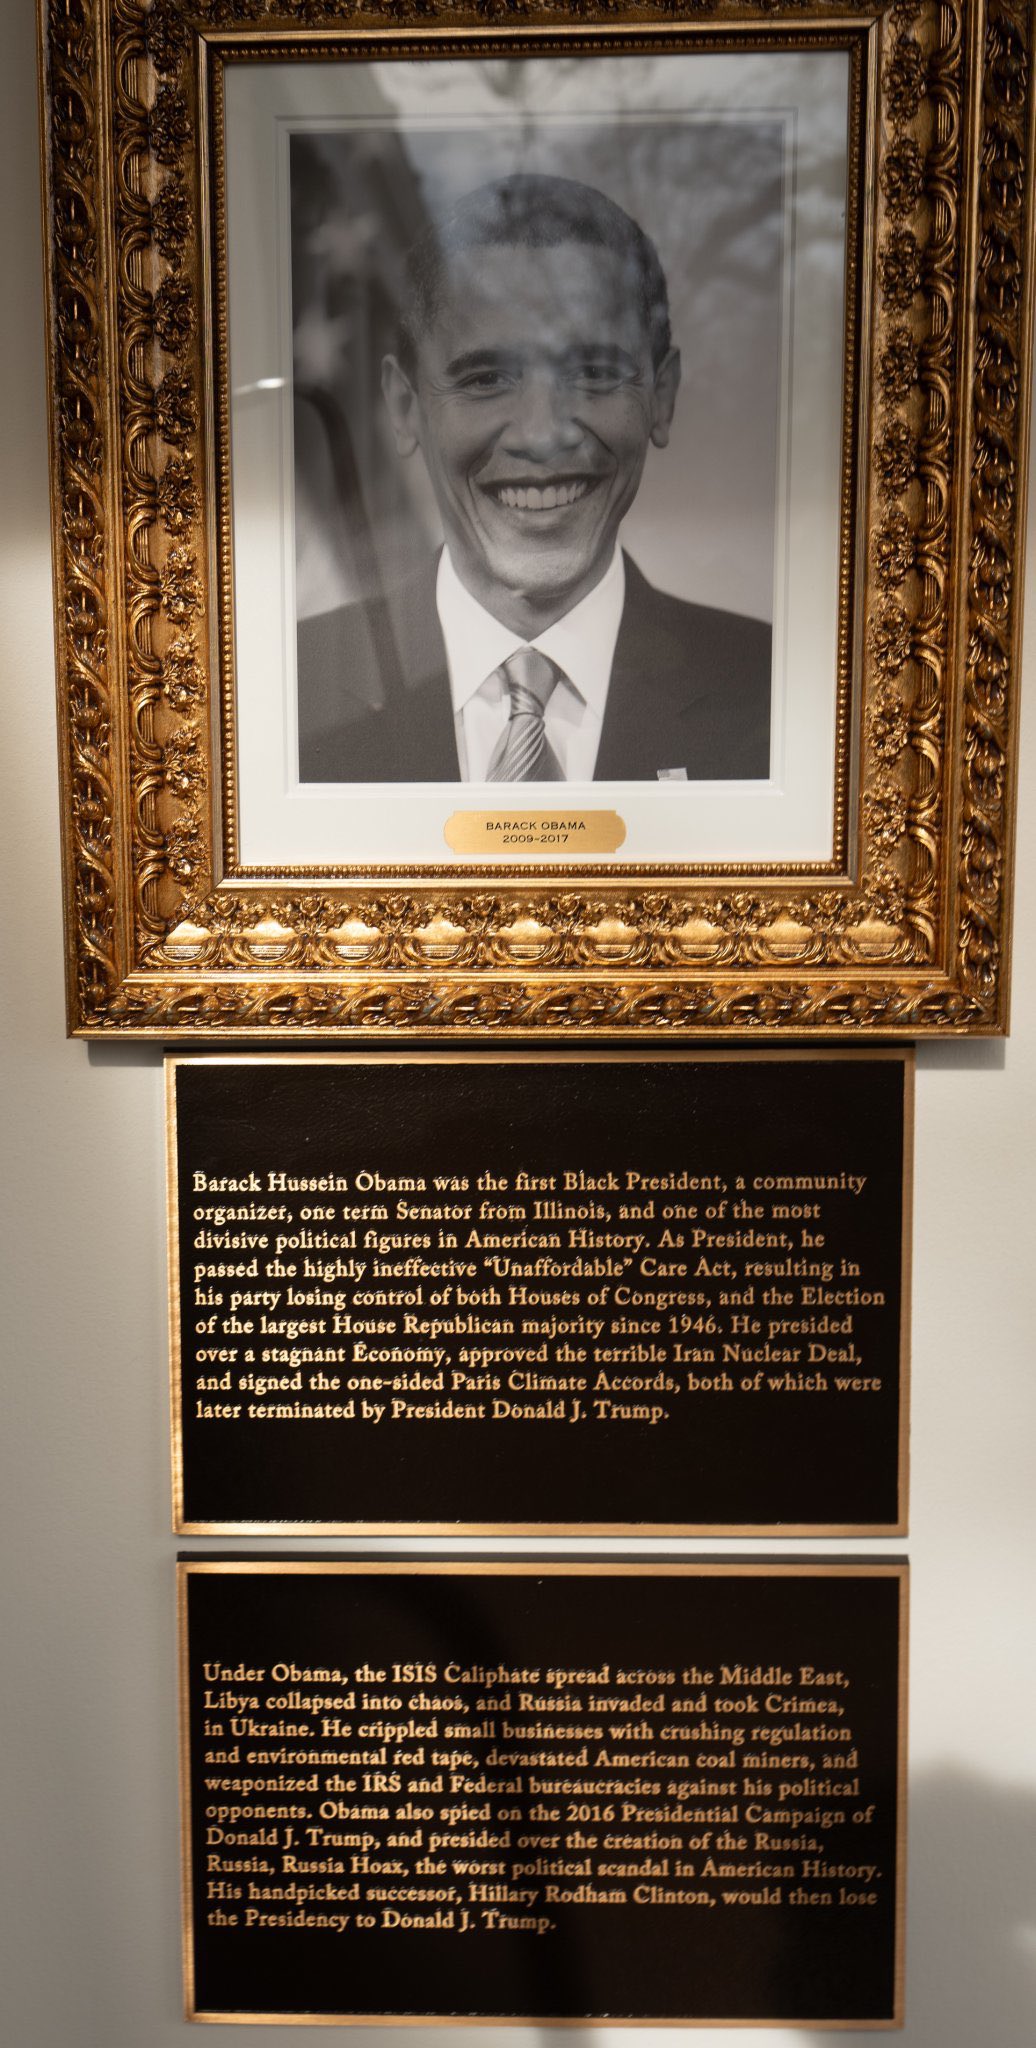 BARACK OBAMA
2009-2017
Barack Hussein Obama was the first Black President, a community
organizer, one term Senator from Illinois, and one of the most
divisive political figures in American History. As President, he
passed the highly ineffective “Unaffordable” Care Act, resulting in
his party losing control of both Houses of Congress, and the Election
of the largest House Republican majority since 1946. He presided
over a stagnant Economy, approved the terrible Iran Nuclear Deal,
and signed the one-sided Paris Climate Accords, both of which were
later terminated by President Donald J. Trump.
Under Obama, the ISIS Caliphate spread across the Middle East,
Libya collapsed into chaos, and Russia invaded and took Crimea,
in Ukraine. He crippled small businesses with crushing regulation
and environmental red tape, devastated American coal miners, and
weaponized the IRS and Federal bureaucracies against his political
opponents. Obama also spied on the 2016 Presidential Campaign of
Donald J. Trump, and presided over the creation of the Russia,
Russia, Russia Hoax, the worst political scandal in American History.
His handpicked successor, Hillary Rodham Clinton, would then lose
the Presidency to Donald J. Trump.